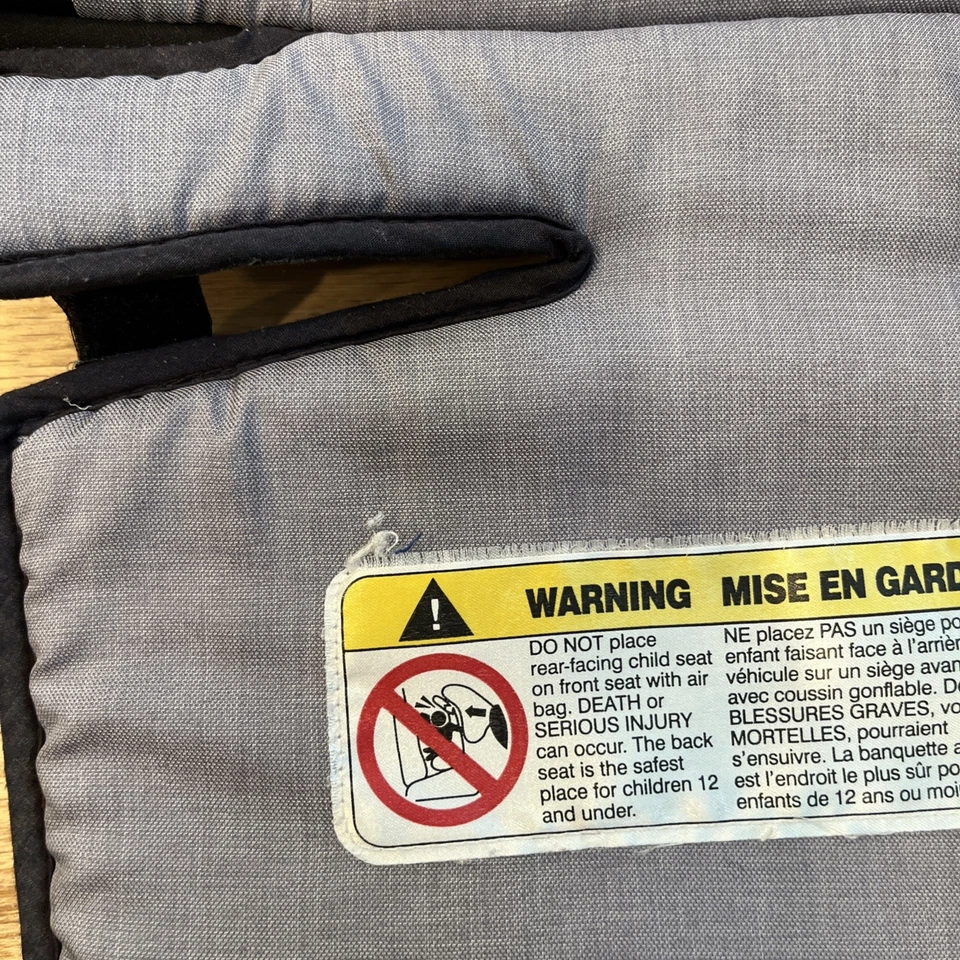 WARNING
DO NOT place
rear-facing child seat
on front seat with air
bag. DEATH or
SERIOUS INJURY
can occur. The back
seat is the safest
place for children 12
and under.
MISE EN GARD
NE placez PAS un siège po
enfant faisant face à l'arrièr
véhicule sur un siège avan
avec coussin gonflable. De
BLESSURES GRAVES, vo
MORTELLES, pourraient
s'ensuivre. La banquette a
est l'endroit le plus sûr po
enfants de 12 ans ou moi